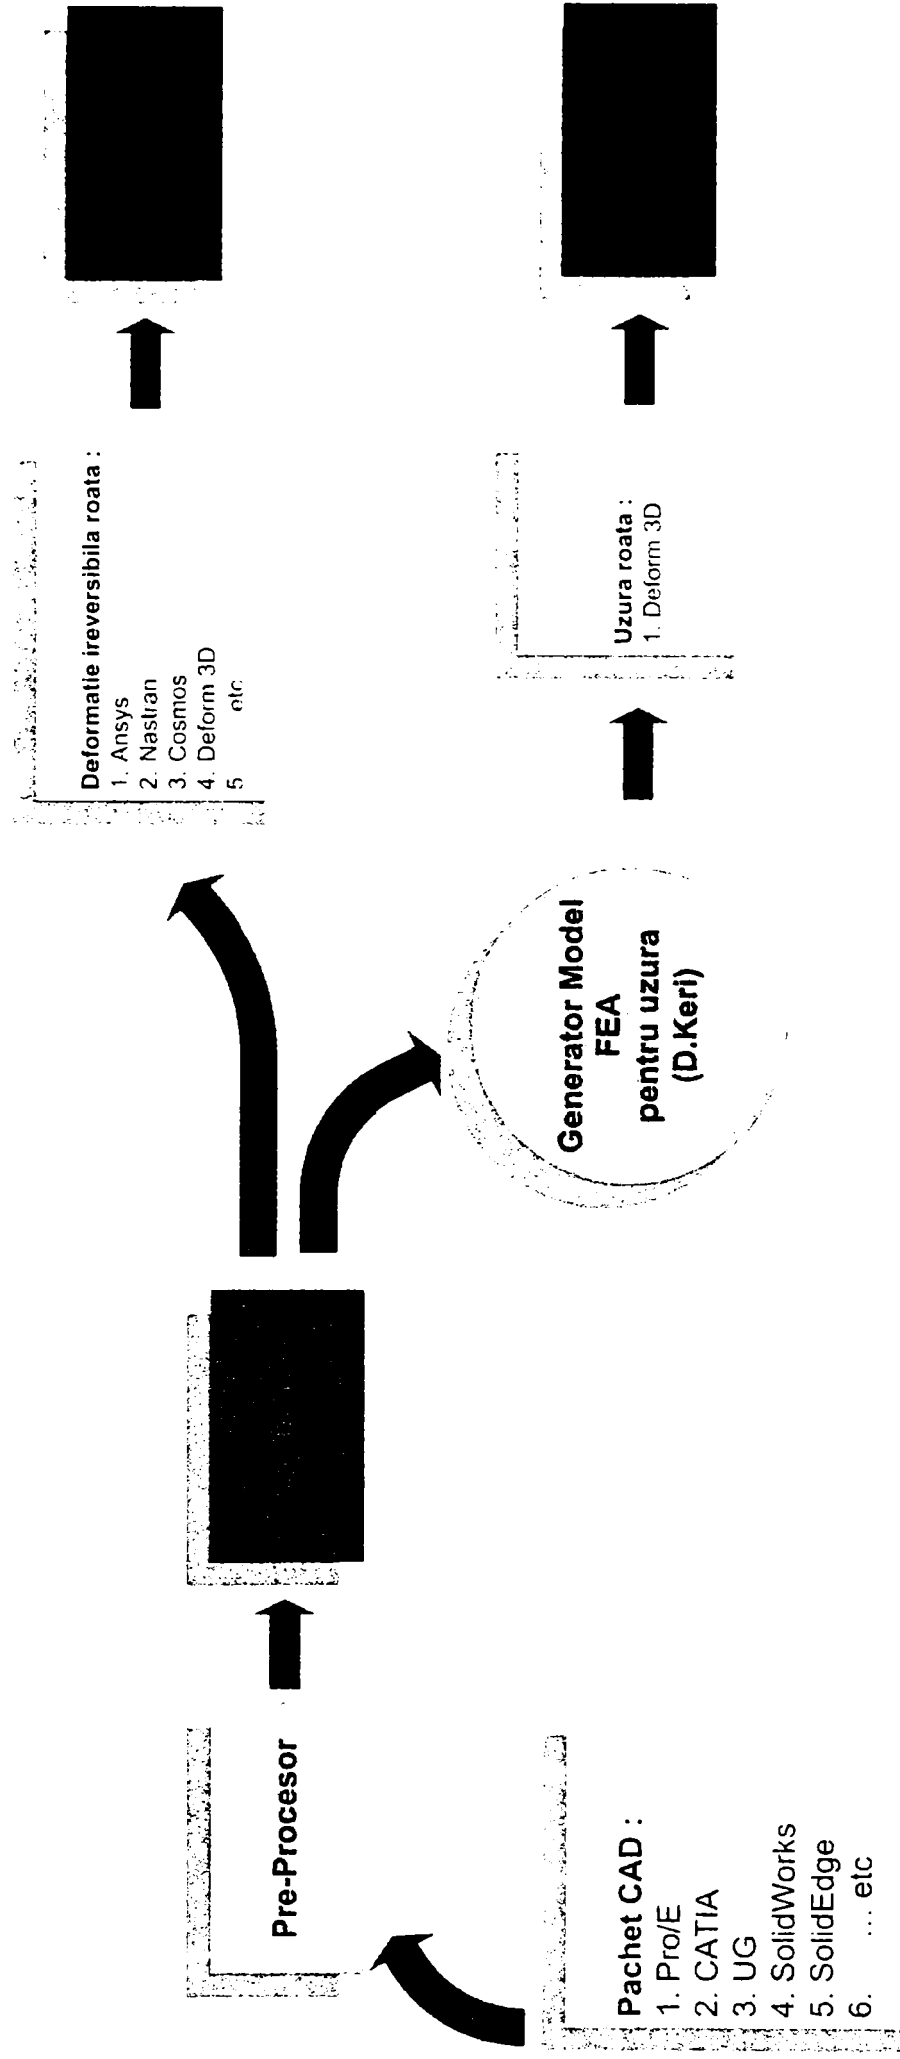 Pachet CAD :
1. Pro/E
2. CATIA
3. UG
4. SolidWorks
5. SolidEdge
6. ... etc
Pre-Procesor
Deformatie ireversibila roata :
1. Ansys
2. Nastran
3. Cosmos
4. Deform 3D
5 etc
Generator Model
FEA
pentru uzura
(D.Keri)
Uzura roata :
1. Deform 3D